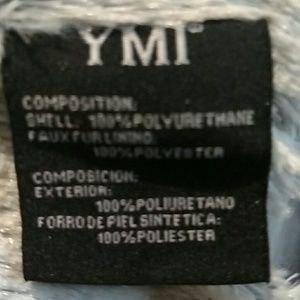 YMI
COMPOSITION:
SHELL: 100% POLYURETHANE
FAUX FUR LINING:
100% POLYESTER
COMPOSICION:
EXTERIOR:
100% POLIURETANO
FORRO DE PIEL SINTETICA:
100% POLIESTER